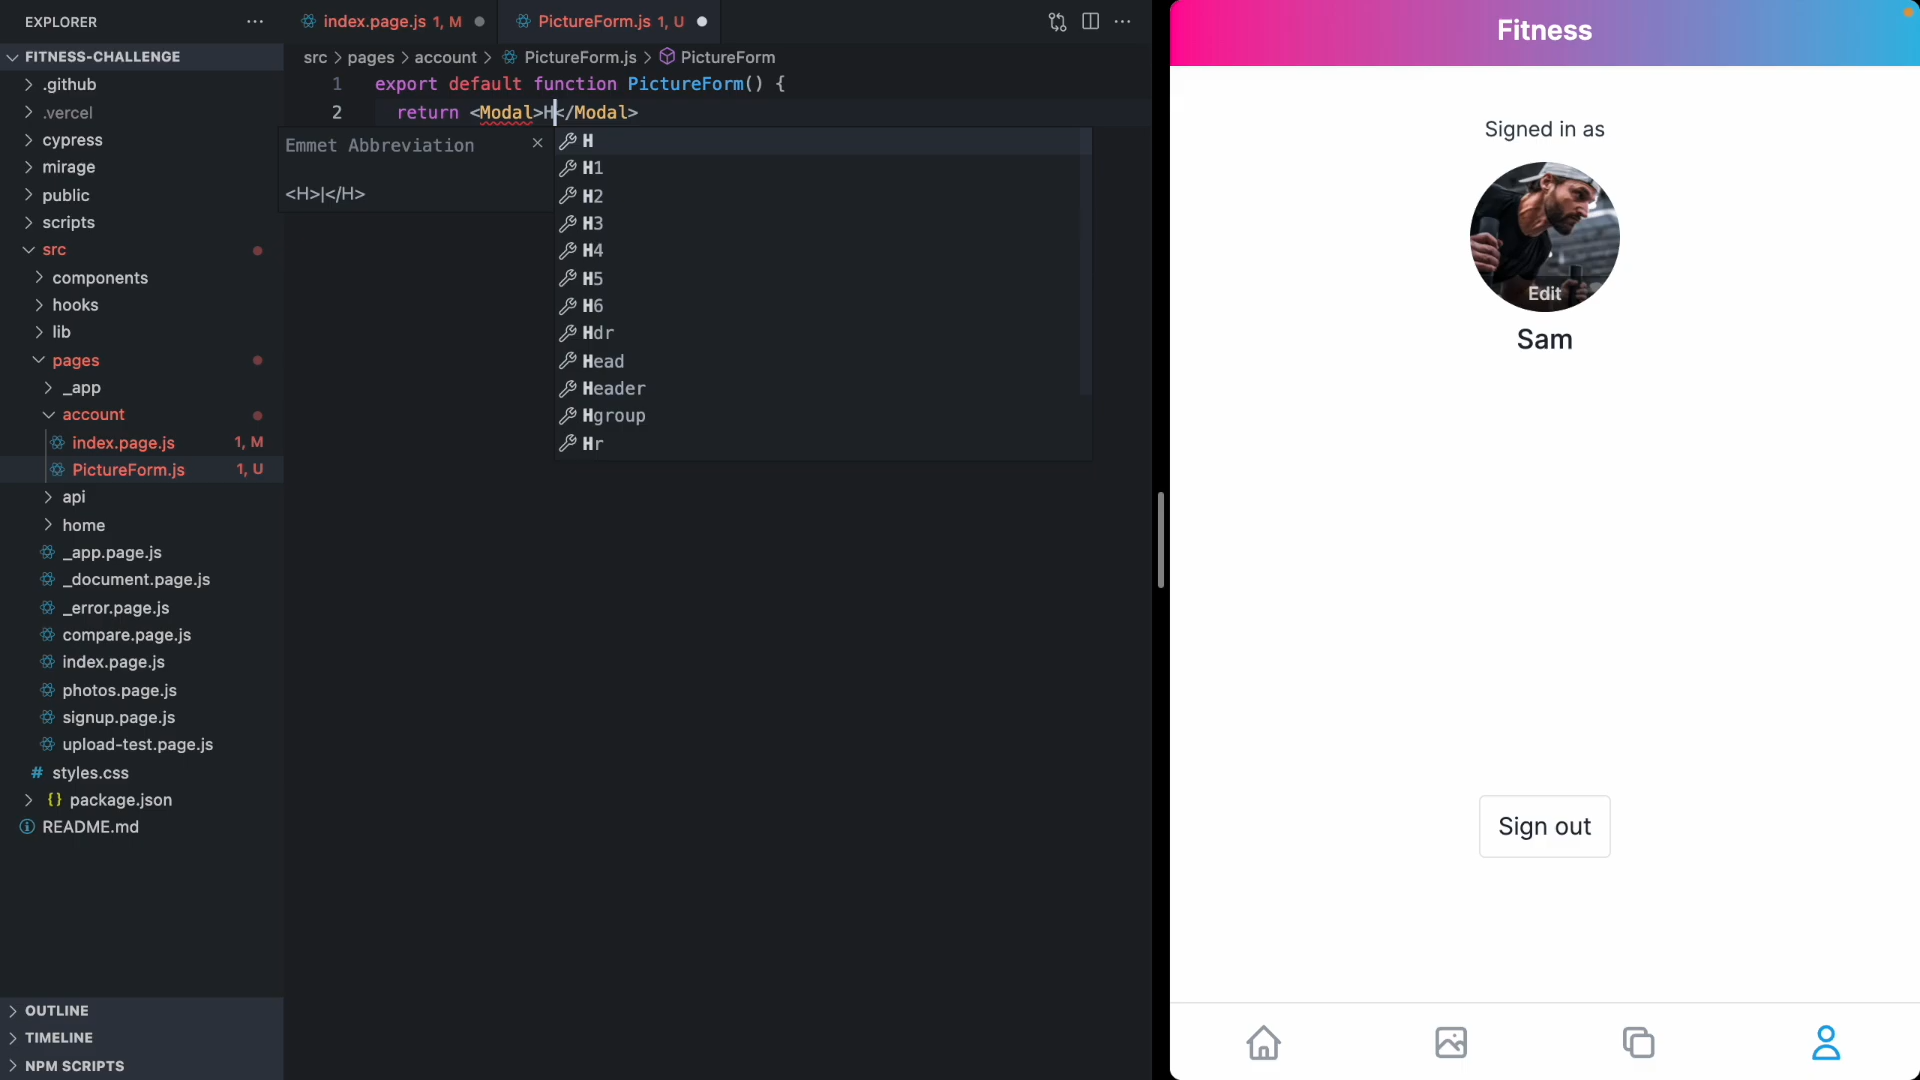 EXPLORER
FITNESS-CHALLENGE
.github
.vercel
cypress
mirage
public
scripts
src
components
hooks
lib
pages
_app
account
index.page.js 1, M
PictureForm.js 1, U
api
home
_app.page.js
_document.page.js
_error.page.js
compare.page.js
index.page.js
photos.page.js
signup.page.js
upload-test.page.js
# styles.css
{} package.json
README.md
OUTLINE
TIMELINE
NPM SCRIPTS
index.page.js 1, M
PictureForm.js 1, U
src > pages > account > PictureForm.js > PictureForm
1 export default function PictureForm() {
2 return <Modal>H</Modal>
Emmet Abbreviation
<H>|</H>
H
H1
H2
H3
H4
H5
H6
Hdr
Head
Header
Hgroup
Hr
Fitness
Signed in as
Edit
Sam
Sign out